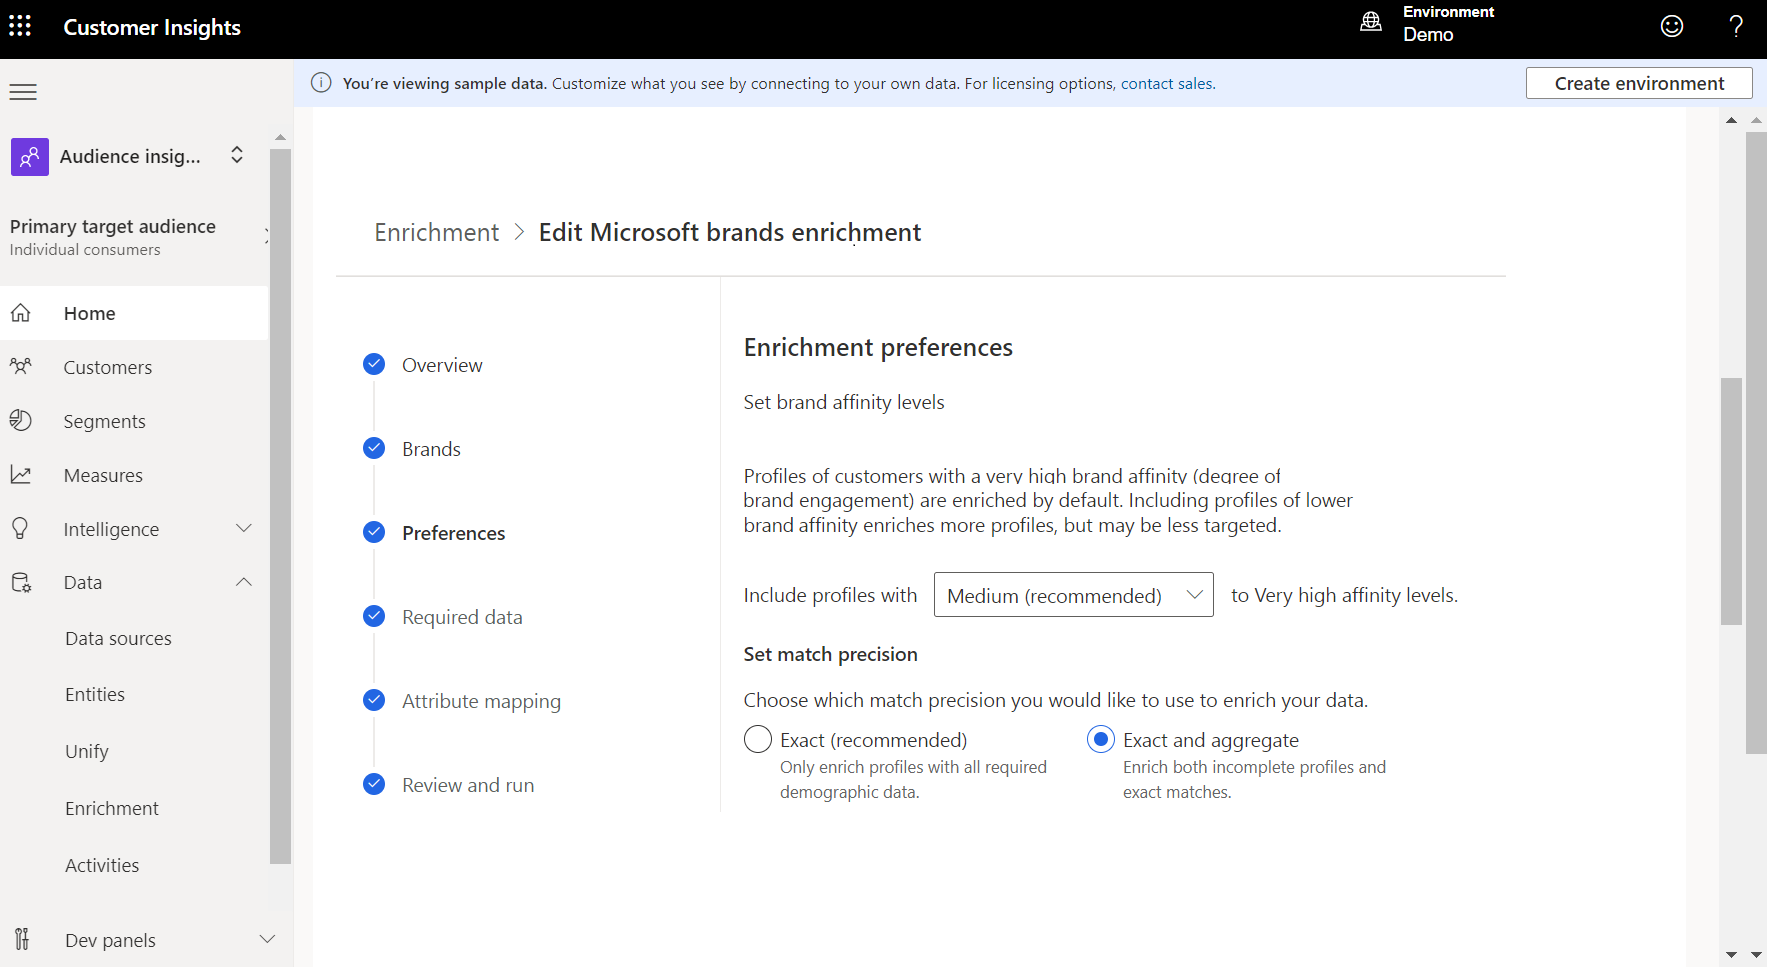 Customer Insights
Environment
Demo
?
You're viewing sample data. Customize what you see by connecting to your own data. For licensing options, contact sales.
Create environment
Audience insig...
Primary target audience
Individual consumers
Home
Customers
Segments
Measures
Intelligence
Data
Data sources
Entities
Unify
Enrichment
Activities
Dev panels
Enrichment > Edit Microsoft brands enrichment
Overview
Brands
Preferences
Required data
Attribute mapping
Review and run
Enrichment preferences
Set brand affinity levels
Profiles of customers with a very high brand affinity (degree of
brand engagement) are enriched by default. Including profiles of lower
brand affinity enriches more profiles, but may be less targeted.
Include profiles with Medium (recommended) to Very high affinity levels.
Set match precision
Choose which match precision you would like to use to enrich your data.
Exact (recommended)
Only enrich profiles with all required
demographic data.
Exact and aggregate
Enrich both incomplete profiles and
exact matches.